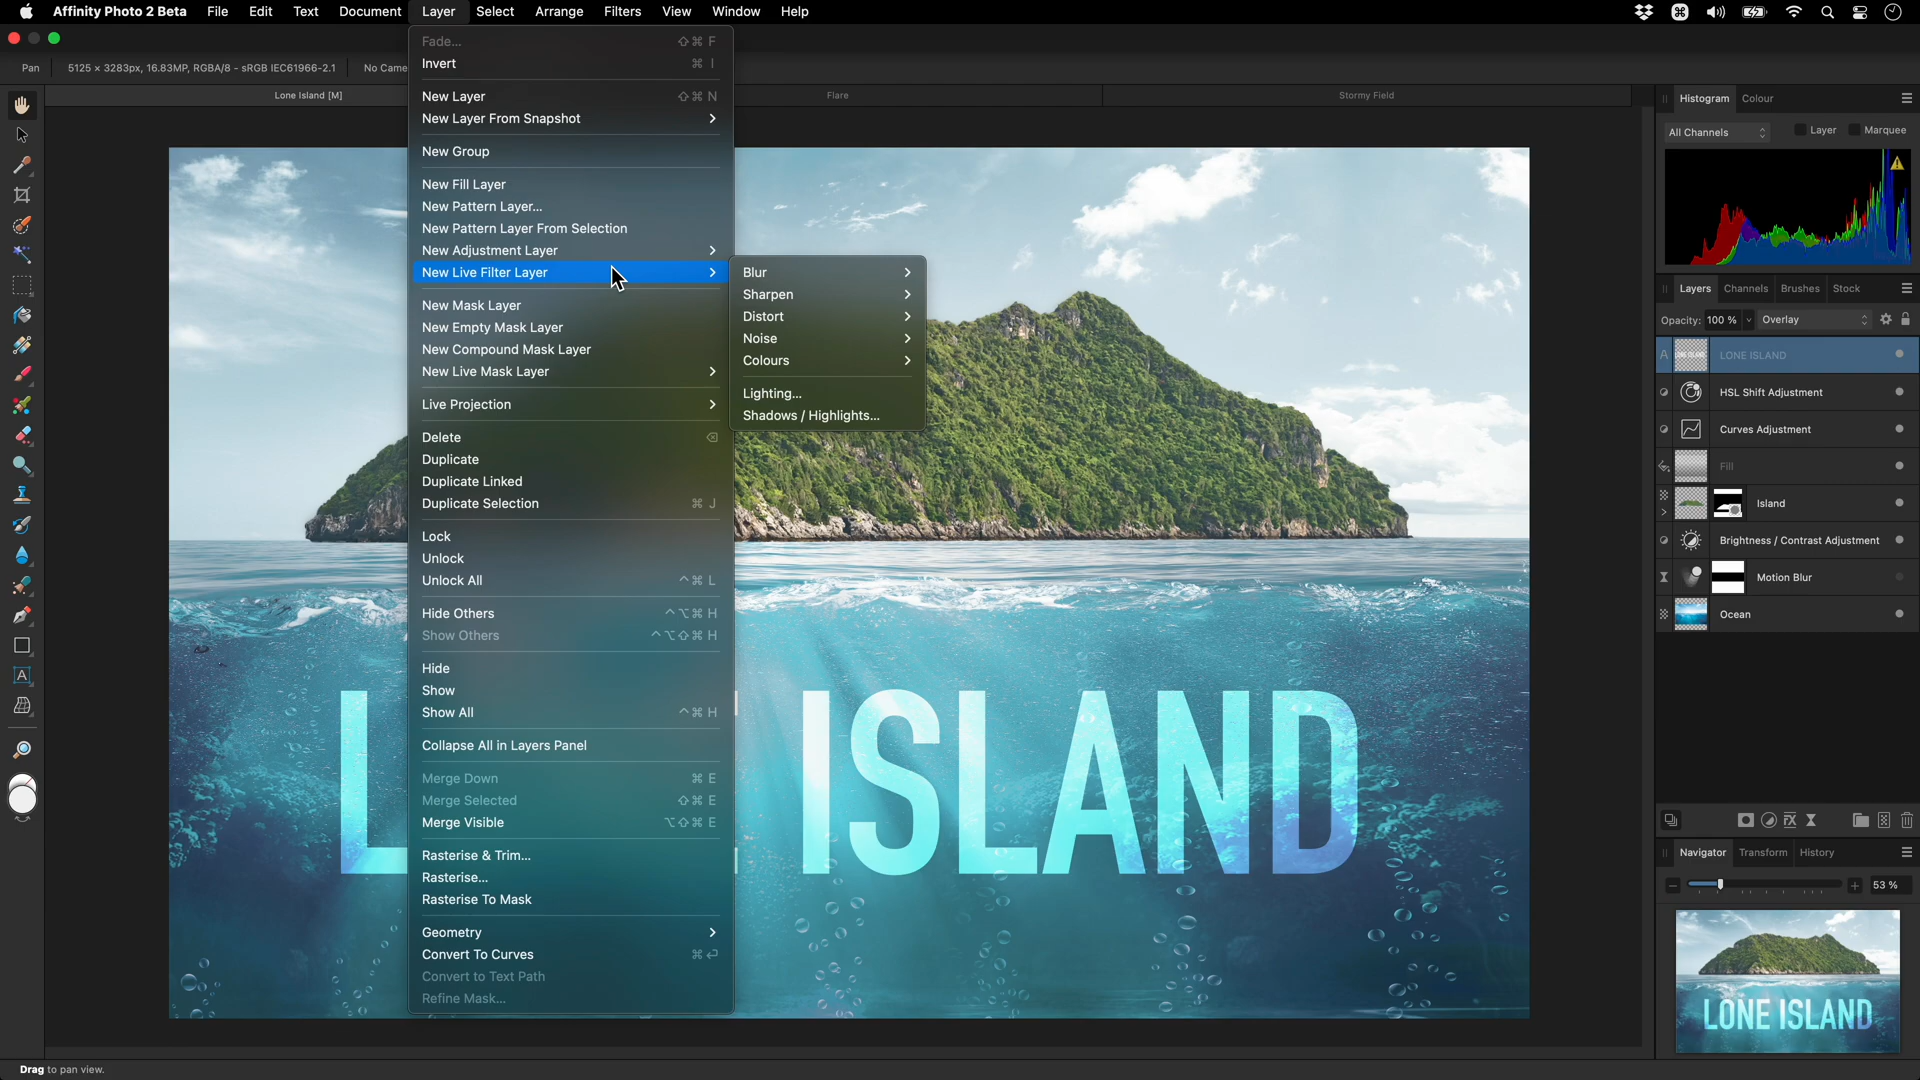 Affinity Photo 2 Beta File Edit Text Document Layer Select Arrange Filters View Window Help
Pan 5125 × 3283px, 16.83MP, RGBA/8 - sRGB IEC61966-2.1 No Came
Lone Island [M] Flare Stormy Field
Fade... ⇧⌘ F
Invert ⌘ I
New Layer ⇧⌘ N
New Layer From Snapshot
New Group
New Fill Layer
New Pattern Layer...
New Pattern Layer From Selection
New Adjustment Layer
New Live Filter Layer
New Mask Layer
New Empty Mask Layer
New Compound Mask Layer
New Live Mask Layer
Live Projection
Delete ⌫
Duplicate
Duplicate Linked
Duplicate Selection ⌘ J
Lock
Unlock
Unlock All ^⌘ L
Hide Others ^⌥⌘ H
Show Others ^⌥⇧⌘ H
Hide
Show
Show All ^⌘ H
Collapse All in Layers Panel
Merge Down ⌘ E
Merge Selected ⇧⌘ E
Merge Visible ⌥⇧⌘ E
Rasterise & Trim...
Rasterise...
Rasterise To Mask
Geometry
Convert To Curves ⌘ ⏎
Convert to Text Path
Refine Mask...
Blur
Sharpen
Distort
Noise
Colours
Lighting...
Shadows / Highlights...
L ISLAND
Histogram Colour
All Channels Layer Marquee
Layers Channels Brushes Stock
Opacity: 100 % Overlay
A LONE ISLAND LONE ISLAND
HSL Shift Adjustment
Curves Adjustment
Fill
Island
Brightness / Contrast Adjustment
Motion Blur
Ocean
Navigator Transform History
53 %
LONE ISLAND
Drag to pan view.